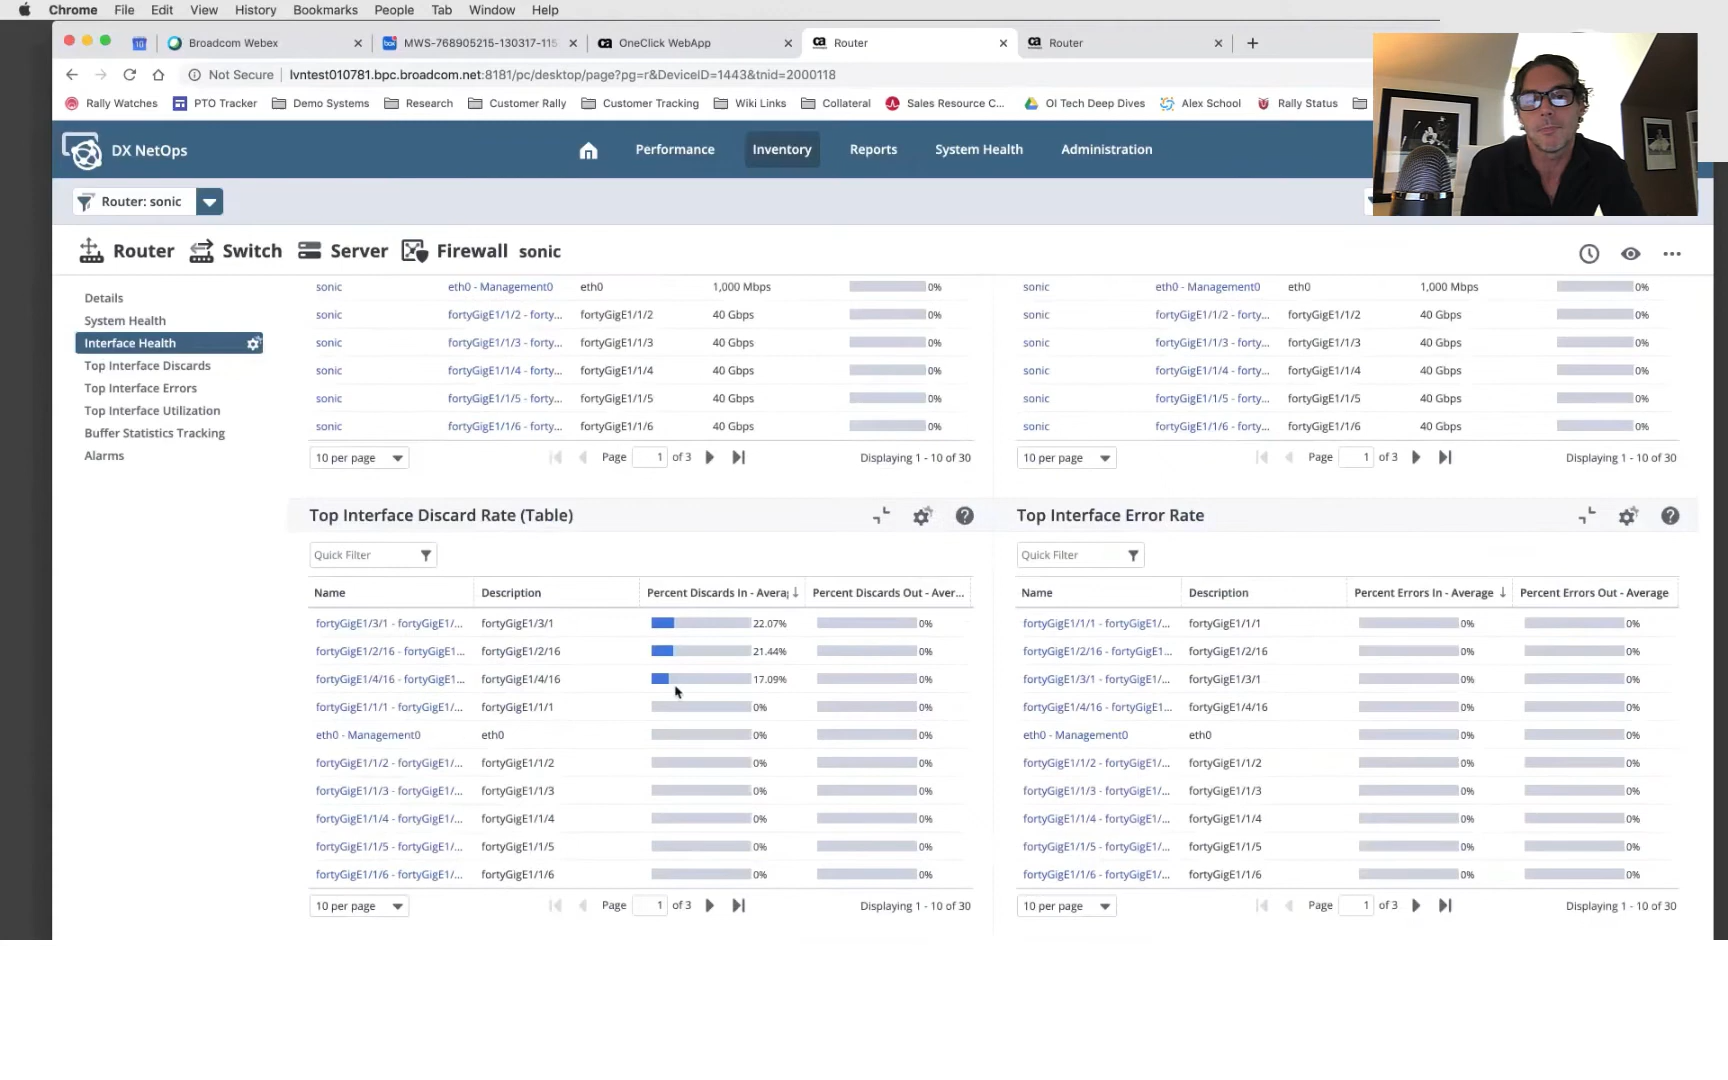 Chrome File Edit View History Bookmarks People Tab Window Help
10 Broadcom Webex × box MWS-768905215-130317-115 × ca OneClick WebApp × ca Router × ca Router × +
Not Secure | lvntest010781.bpc.broadcom.net:8181/pc/desktop/page?pg=r&DeviceID=1443&tnid=2000118
Rally Watches PTO Tracker Demo Systems Research Customer Rally Customer Tracking Wiki Links Collateral Sales Resource C... OI Tech Deep Dives Alex School Rally Status
DX NetOps Performance Inventory Reports System Health Administration
Router: sonic
Router Switch Server Firewall sonic
Details
System Health
Interface Health
Top Interface Discards
Top Interface Errors
Top Interface Utilization
Buffer Statistics Tracking
Alarms
sonic eth0 - Management0 eth0 1,000 Mbps 0%
sonic fortyGigE1/1/2 - forty... fortyGigE1/1/2 40 Gbps 0%
sonic fortyGigE1/1/3 - forty... fortyGigE1/1/3 40 Gbps 0%
sonic fortyGigE1/1/4 - forty... fortyGigE1/1/4 40 Gbps 0%
sonic fortyGigE1/1/5 - forty... fortyGigE1/1/5 40 Gbps 0%
sonic fortyGigE1/1/6 - forty... fortyGigE1/1/6 40 Gbps 0%
10 per page Page 1 of 3 Displaying 1 - 10 of 30
sonic eth0 - Management0 eth0 1,000 Mbps 0%
sonic fortyGigE1/1/2 - forty... fortyGigE1/1/2 40 Gbps 0%
sonic fortyGigE1/1/3 - forty... fortyGigE1/1/3 40 Gbps 0%
sonic fortyGigE1/1/4 - forty... fortyGigE1/1/4 40 Gbps 0%
sonic fortyGigE1/1/5 - forty... fortyGigE1/1/5 40 Gbps 0%
sonic fortyGigE1/1/6 - forty... fortyGigE1/1/6 40 Gbps 0%
10 per page Page 1 of 3 Displaying 1 - 10 of 30
Top Interface Discard Rate (Table)
Quick Filter
Name Description Percent Discards In - Averag ↓ Percent Discards Out - Aver...
fortyGigE1/3/1 - fortyGigE1/... fortyGigE1/3/1 22.07% 0%
fortyGigE1/2/16 - fortyGigE1... fortyGigE1/2/16 21.44% 0%
fortyGigE1/4/16 - fortyGigE1... fortyGigE1/4/16 17.09% 0%
fortyGigE1/1/1 - fortyGigE1/... fortyGigE1/1/1 0% 0%
eth0 - Management0 eth0 0% 0%
fortyGigE1/1/2 - fortyGigE1/... fortyGigE1/1/2 0% 0%
fortyGigE1/1/3 - fortyGigE1/... fortyGigE1/1/3 0% 0%
fortyGigE1/1/4 - fortyGigE1/... fortyGigE1/1/4 0% 0%
fortyGigE1/1/5 - fortyGigE1/... fortyGigE1/1/5 0% 0%
fortyGigE1/1/6 - fortyGigE1/... fortyGigE1/1/6 0% 0%
10 per page Page 1 of 3 Displaying 1 - 10 of 30
Top Interface Error Rate
Quick Filter
Name Description Percent Errors In - Average ↓ Percent Errors Out - Average
fortyGigE1/1/1 - fortyGigE1/... fortyGigE1/1/1 0% 0%
fortyGigE1/2/16 - fortyGigE1... fortyGigE1/2/16 0% 0%
fortyGigE1/3/1 - fortyGigE1/... fortyGigE1/3/1 0% 0%
fortyGigE1/4/16 - fortyGigE1... fortyGigE1/4/16 0% 0%
eth0 - Management0 eth0 0% 0%
fortyGigE1/1/2 - fortyGigE1/... fortyGigE1/1/2 0% 0%
fortyGigE1/1/3 - fortyGigE1/... fortyGigE1/1/3 0% 0%
fortyGigE1/1/4 - fortyGigE1/... fortyGigE1/1/4 0% 0%
fortyGigE1/1/5 - fortyGigE1/... fortyGigE1/1/5 0% 0%
fortyGigE1/1/6 - fortyGigE1/... fortyGigE1/1/6 0% 0%
10 per page Page 1 of 3 Displaying 1 - 10 of 30